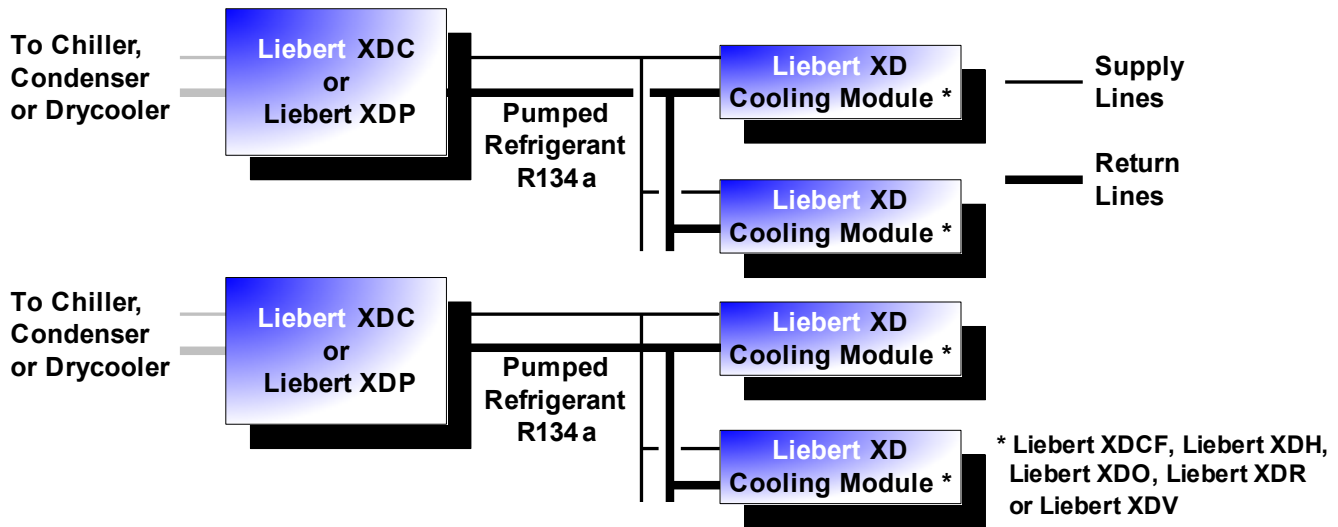 To Chiller,
Condenser
or Drycooler
Liebert XDC
or
Liebert XDP
Pumped
Refrigerant
R134a
Liebert XD
Cooling Module *
Liebert XD
Cooling Module *
Supply
Lines
Return
Lines
To Chiller,
Condenser
or Drycooler
Liebert XDC
or
Liebert XDP
Pumped
Refrigerant
R134a
Liebert XD
Cooling Module *
Liebert XD
Cooling Module *
* Liebert XDCF, Liebert XDH,
Liebert XDO, Liebert XDR
or Liebert XDV